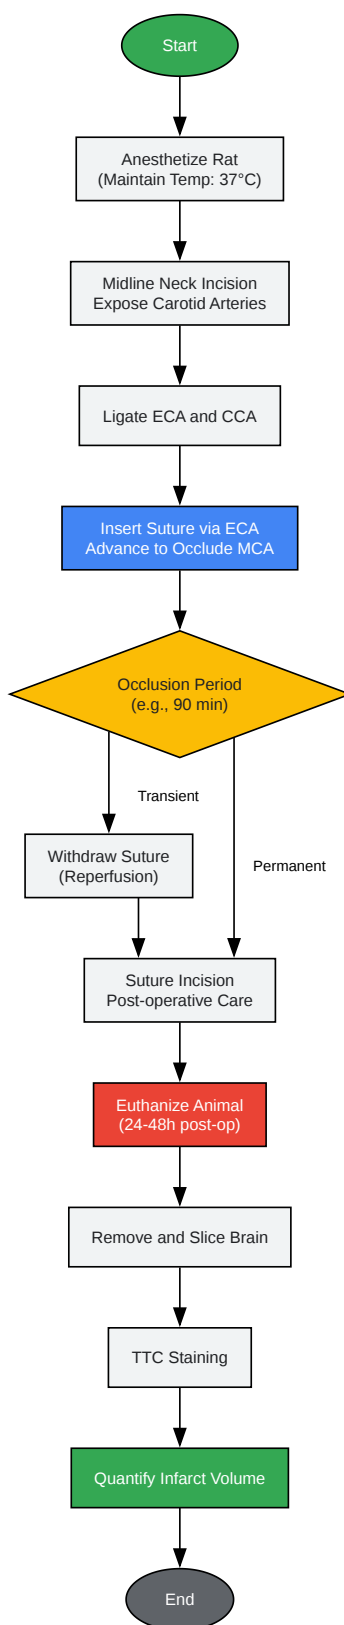 Start
Anesthetize Rat
(Maintain Temp: 37°C)
Midline Neck Incision
Expose Carotid Arteries
Ligate ECA and CCA
Insert Suture via ECA
Advance to Occlude MCA
Occlusion Period
(e.g., 90 min)
Transient
Withdraw Suture
(Reperfusion)
Permanent
Suture Incision
Post-operative Care
Euthanize Animal
(24-48h post-op)
Remove and Slice Brain
TTC Staining
Quantify Infarct Volume
End